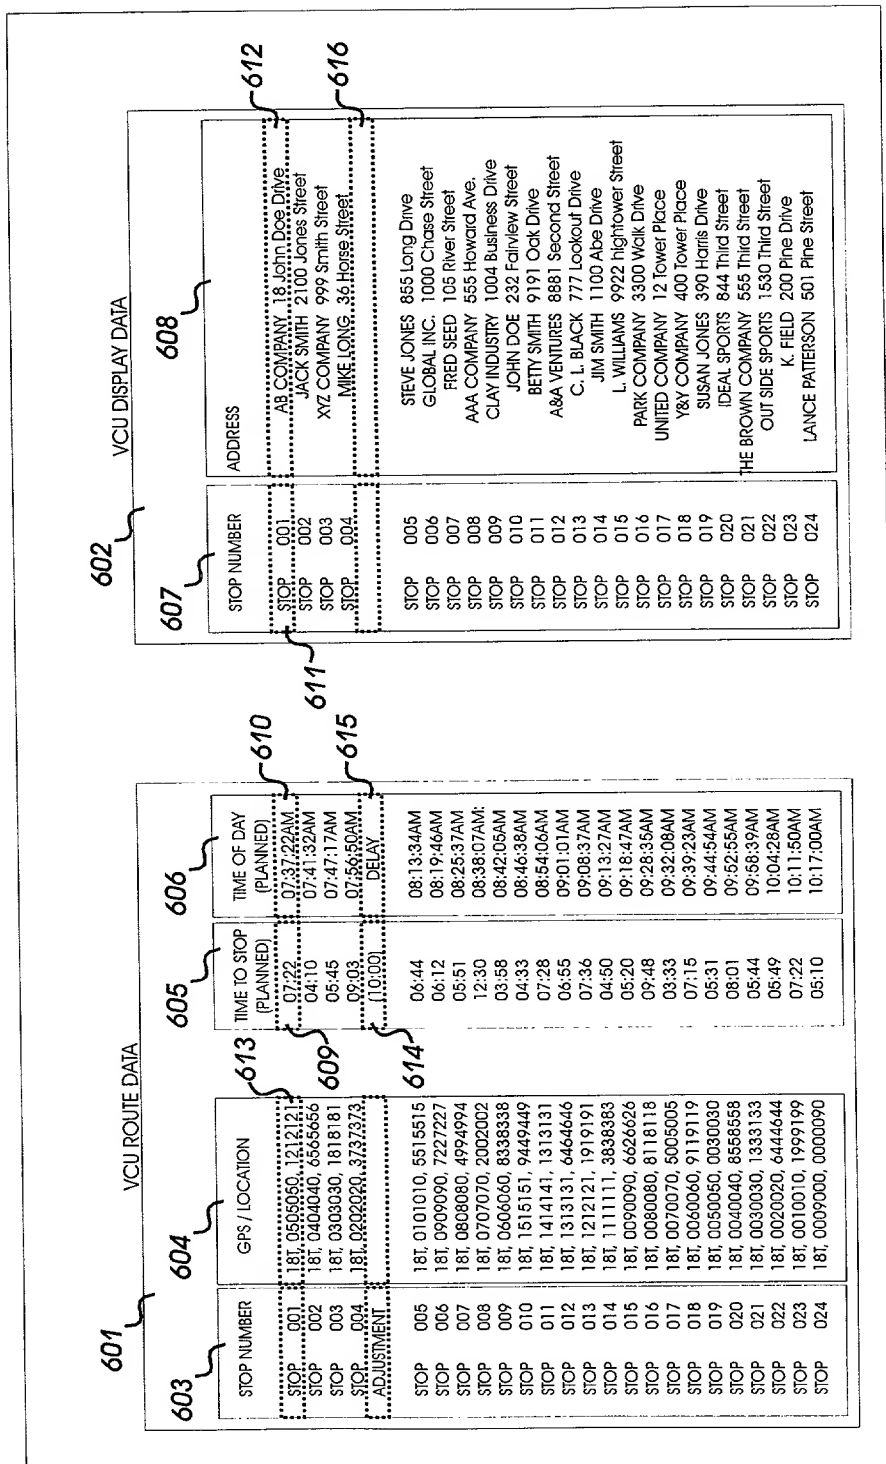 601
VCU ROUTE DATA
603 604 605 606
STOP NUMBER GPS / LOCATION TIME TO STOP (PLANNED) TIME OF DAY (PLANNED)
613 609 610
STOP 001 18T, 0505050, 1212121 07:22 07:37:22AM
STOP 002 18T, 0404040, 6565656 04:10 07:41:32AM
STOP 003 18T, 0303030, 1818181 05:45 07:47:17AM
STOP 004 18T, 0202020, 3737373 09:03 07:56:50AM
ADJUSTMENT (10:00) DELAY
614 615
STOP 005 18T, 0101010, 5515515 06:44 08:13:34AM
STOP 006 18T, 0909090, 7227227 06:12 08:19:46AM
STOP 007 18T, 0808080, 4994994 05:51 08:25:37AM
STOP 008 18T, 0707070, 2002002 12:30 08:38:07AM:
STOP 009 18T, 0606060, 8338338 03:58 08:42:05AM
STOP 010 18T, 1515151, 9449449 04:33 08:46:38AM
STOP 011 18T, 1414141, 1313131 07:28 08:54:06AM
STOP 012 18T, 1313131, 6464646 06:55 09:01:01AM
STOP 013 18T, 1212121, 1919191 07:36 09:08:37AM
STOP 014 18T, 1111111, 3838383 04:50 09:13:27AM
STOP 015 18T, 0090090, 6626626 05:20 09:18:47AM
STOP 016 18T, 0080080, 8118118 09:48 09:28:35AM
STOP 017 18T, 0070070, 5005005 03:33 09:32:08AM
STOP 018 18T, 0060060, 9119119 07:15 09:39:23AM
STOP 019 18T, 0050050, 0030030 05:31 09:44:54AM
STOP 020 18T, 0040040, 8558558 08:01 09:52:55AM
STOP 021 18T, 0030030, 1333133 05:44 09:58:39AM
STOP 022 18T, 0020020, 6444644 05:49 10:04:28AM
STOP 023 18T, 0010010, 1999199 07:22 10:11:50AM
STOP 024 18T, 0009000, 0000090 05:10 10:17:00AM
602
VCU DISPLAY DATA
607 608
STOP NUMBER ADDRESS
611 612
STOP 001 AB COMPANY 18 John Doe Drive
STOP 002 JACK SMITH 2100 Jones Street
STOP 003 XYZ COMPANY 999 Smith Street
STOP 004 MIKE LONG 36 Horse Street
616
STOP 005 STEVE JONES 855 Long Drive
STOP 006 GLOBAL INC. 1000 Chase Street
STOP 007 FRED SEED 105 River Street
STOP 008 AAA COMPANY 555 Howard Ave.
STOP 009 CLAY INDUSTRY 1004 Business Drive
STOP 010 JOHN DOE 232 Fairview Street
STOP 011 BETTY SMITH 9191 Oak Drive
STOP 012 A&A VENTURES 8881 Second Street
STOP 013 C. L. BLACK 777 Lookout Drive
STOP 014 JIM SMITH 1100 Abe Drive
STOP 015 L. WILLIAMS 9922 hightower Street
STOP 016 PARK COMPANY 3300 Walk Drive
STOP 017 UNITED COMPANY 12 Tower Place
STOP 018 Y&Y COMPANY 400 Tower Place
STOP 019 SUSAN JONES 390 Harris Drive
STOP 020 IDEAL SPORTS 844 Third Street
STOP 021 THE BROWN COMPANY 555 Third Street
STOP 022 OUT SIDE SPORTS 1530 Third Street
STOP 023 K. FIELD 200 Pine Drive
STOP 024 LANCE PATTERSON 501 Pine Street